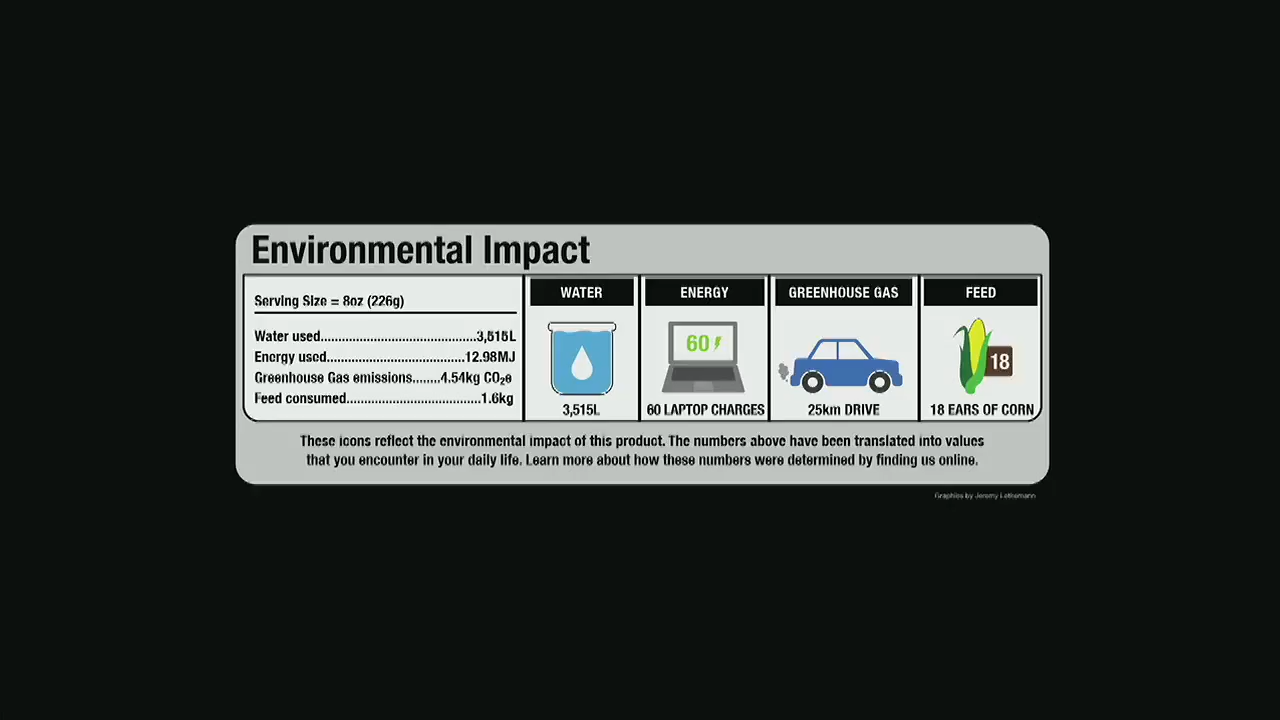 Environmental Impact
Serving Size = 8oz (226g)
Water used..........................................3,515L
Energy used.....................................12.98MJ
Greenhouse Gas emissions........4.54kg CO₂e
Feed consumed....................................1.6kg
WATER
3,515L
ENERGY
60
60 LAPTOP CHARGES
GREENHOUSE GAS
25km DRIVE
FEED
18
18 EARS OF CORN
These icons reflect the environmental impact of this product. The numbers above have been translated into values
that you encounter in your daily life. Learn more about how these numbers were determined by finding us online.
Graphics by Jeremy